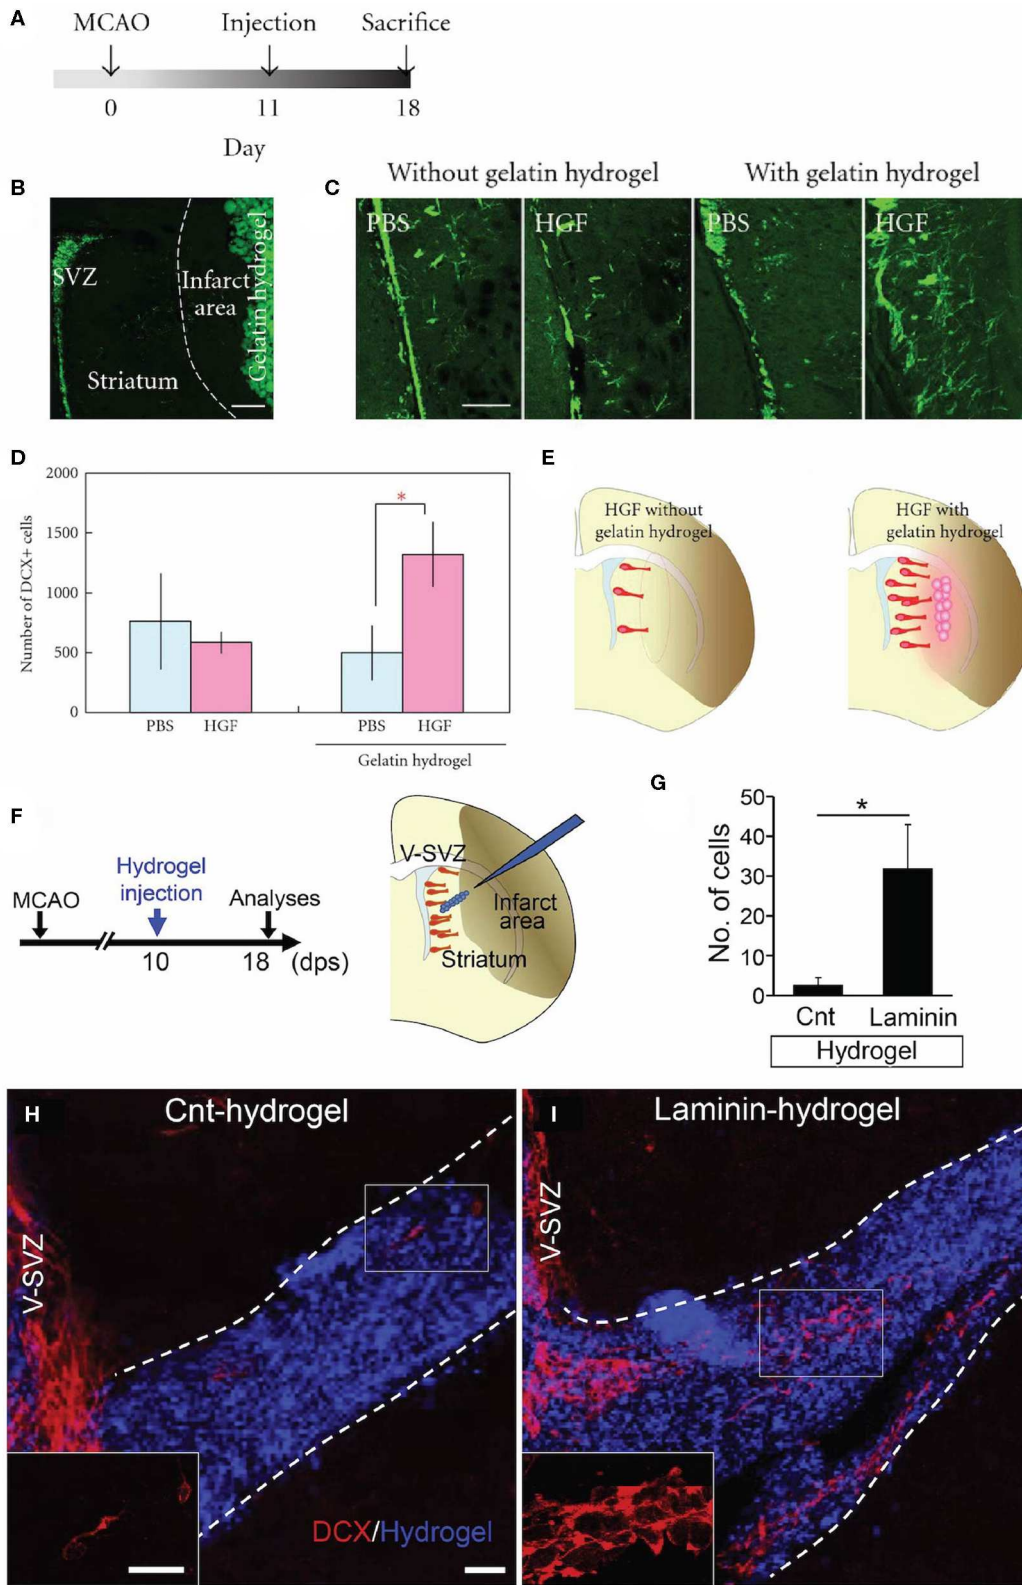 A
MCAO
Injection
Sacrifice
0
11
18
Day
B
SVZ
Infarct
area
Striatum
Gelatin hydrogel
C
Without gelatin hydrogel
With gelatin hydrogel
PBS
HGF
PBS
HGF
D
Number of DCX+ cells
2000
1500
1000
500
0
*
PBS
HGF
PBS
HGF
Gelatin hydrogel
E
HGF without
gelatin hydrogel
HGF with
gelatin hydrogel
F
MCAO
Hydrogel
injection
Analyses
10
18
(dps)
V-SVZ
Infarct
area
Striatum
G
No. of cells
50
40
30
20
10
0
*
Cnt
Laminin
Hydrogel
H
Cnt-hydrogel
V-SVZ
DCX/Hydrogel
I
Laminin-hydrogel
V-SVZ